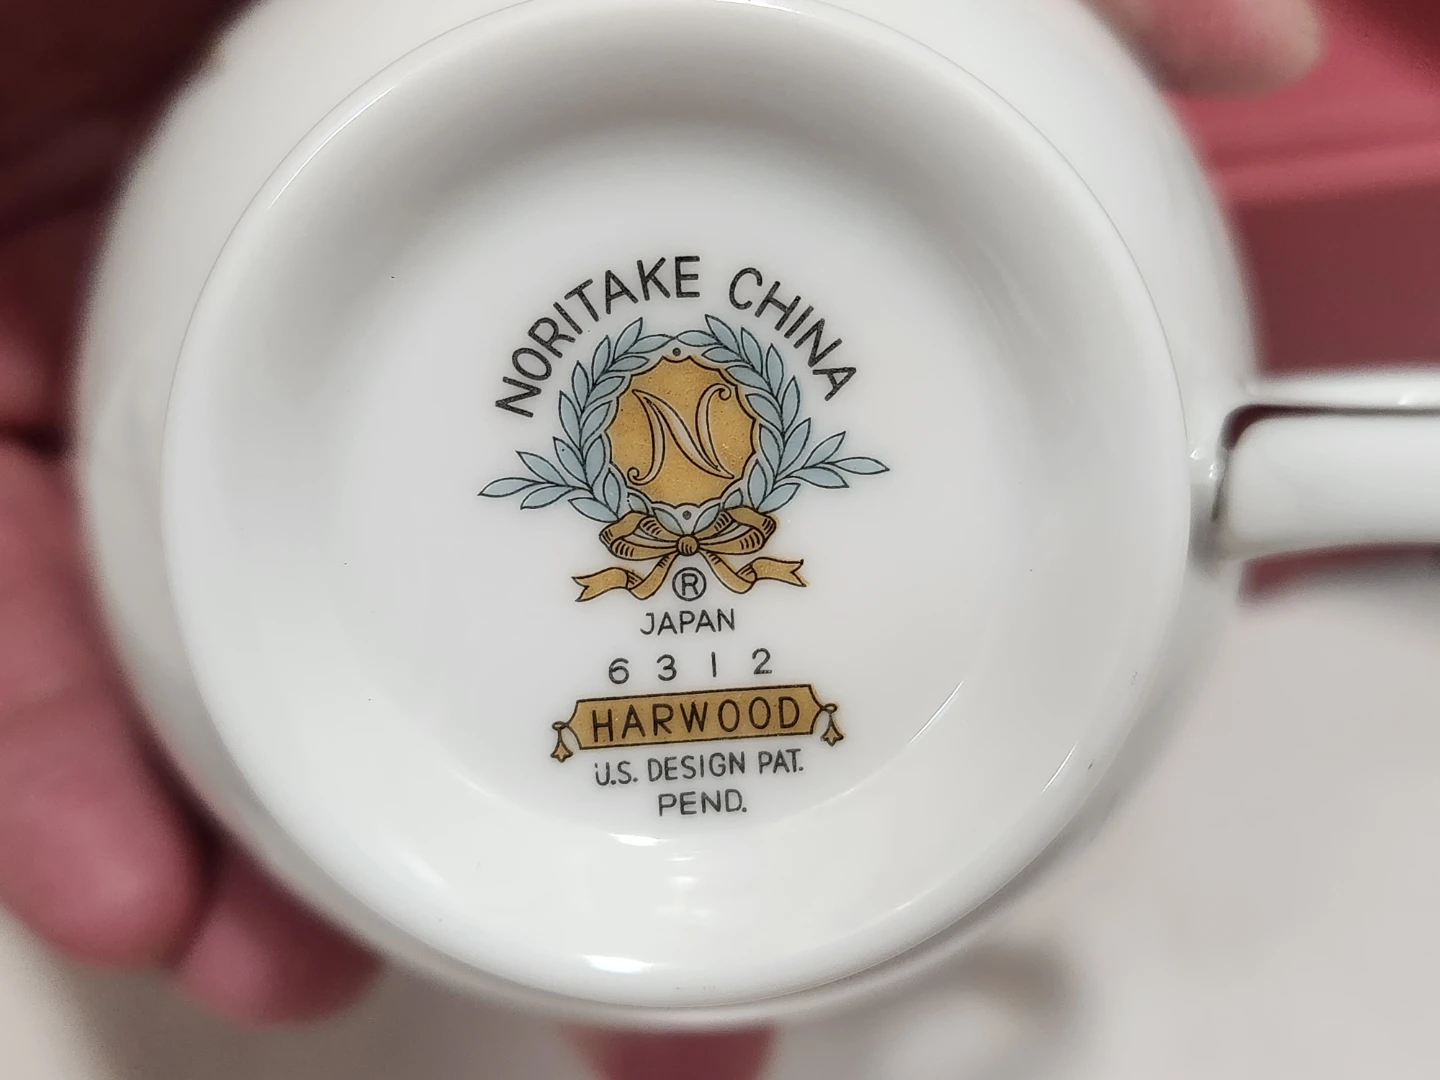 NORITAKE CHINA
N
®
JAPAN
6312
HARWOOD
U.S. DESIGN PAT.
PEND.